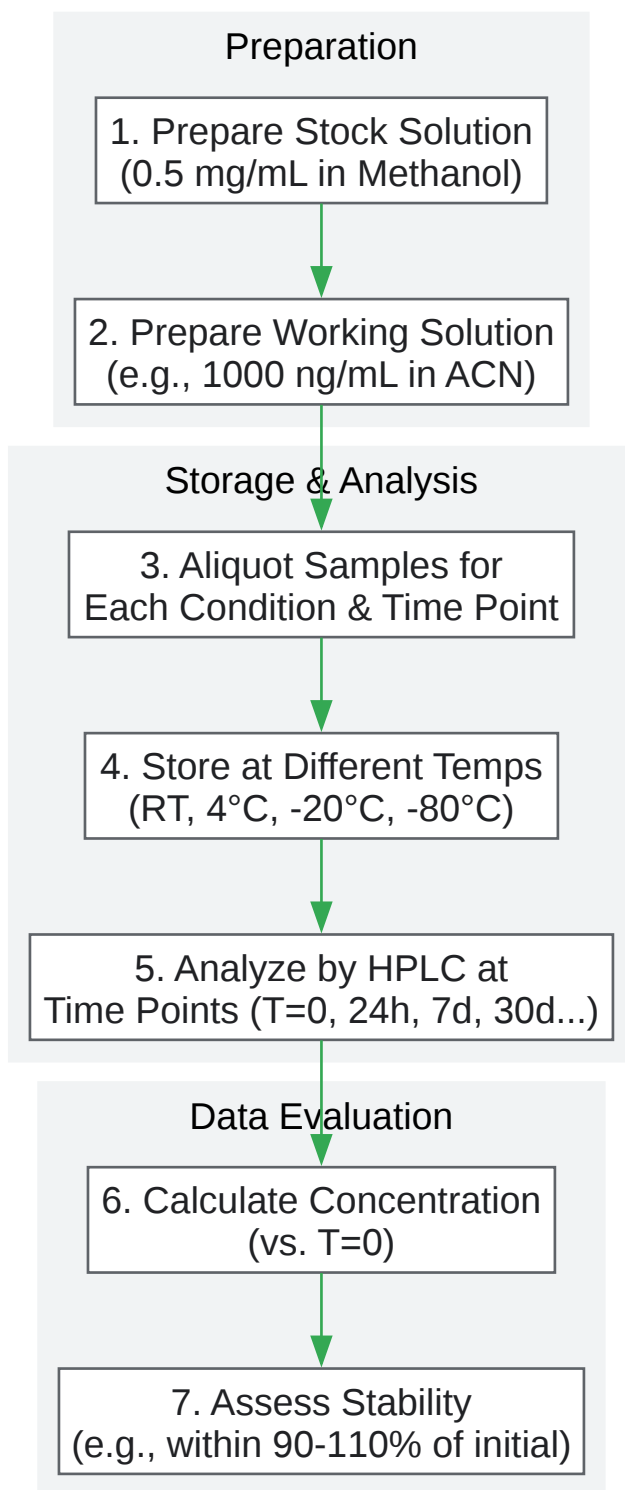 Preparation
1. Prepare Stock Solution
(0.5 mg/mL in Methanol)
2. Prepare Working Solution
(e.g., 1000 ng/mL in ACN)
Storage & Analysis
3. Aliquot Samples for
Each Condition & Time Point
4. Store at Different Temps
(RT, 4°C, -20°C, -80°C)
5. Analyze by HPLC at
Time Points (T=0, 24h, 7d, 30d...)
Data Evaluation
6. Calculate Concentration
(vs. T=0)
7. Assess Stability
(e.g., within 90-110% of initial)